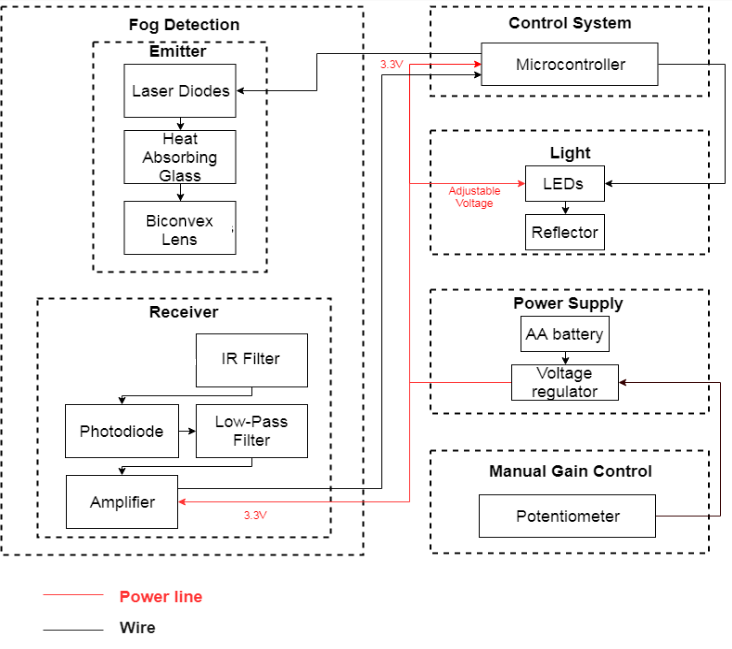 Fog Detection
Emitter
Laser Diodes
Heat
Absorbing
Glass
Biconvex
Lens
Receiver
IR Filter
Photodiode
Low-Pass
Filter
Amplifier
3.3V
Control System
3.3V
Microcontroller
Light
LEDs
Adjustable
Voltage
Reflector
Power Supply
AA battery
Voltage
regulator
Manual Gain Control
Potentiometer
Power line
Wire